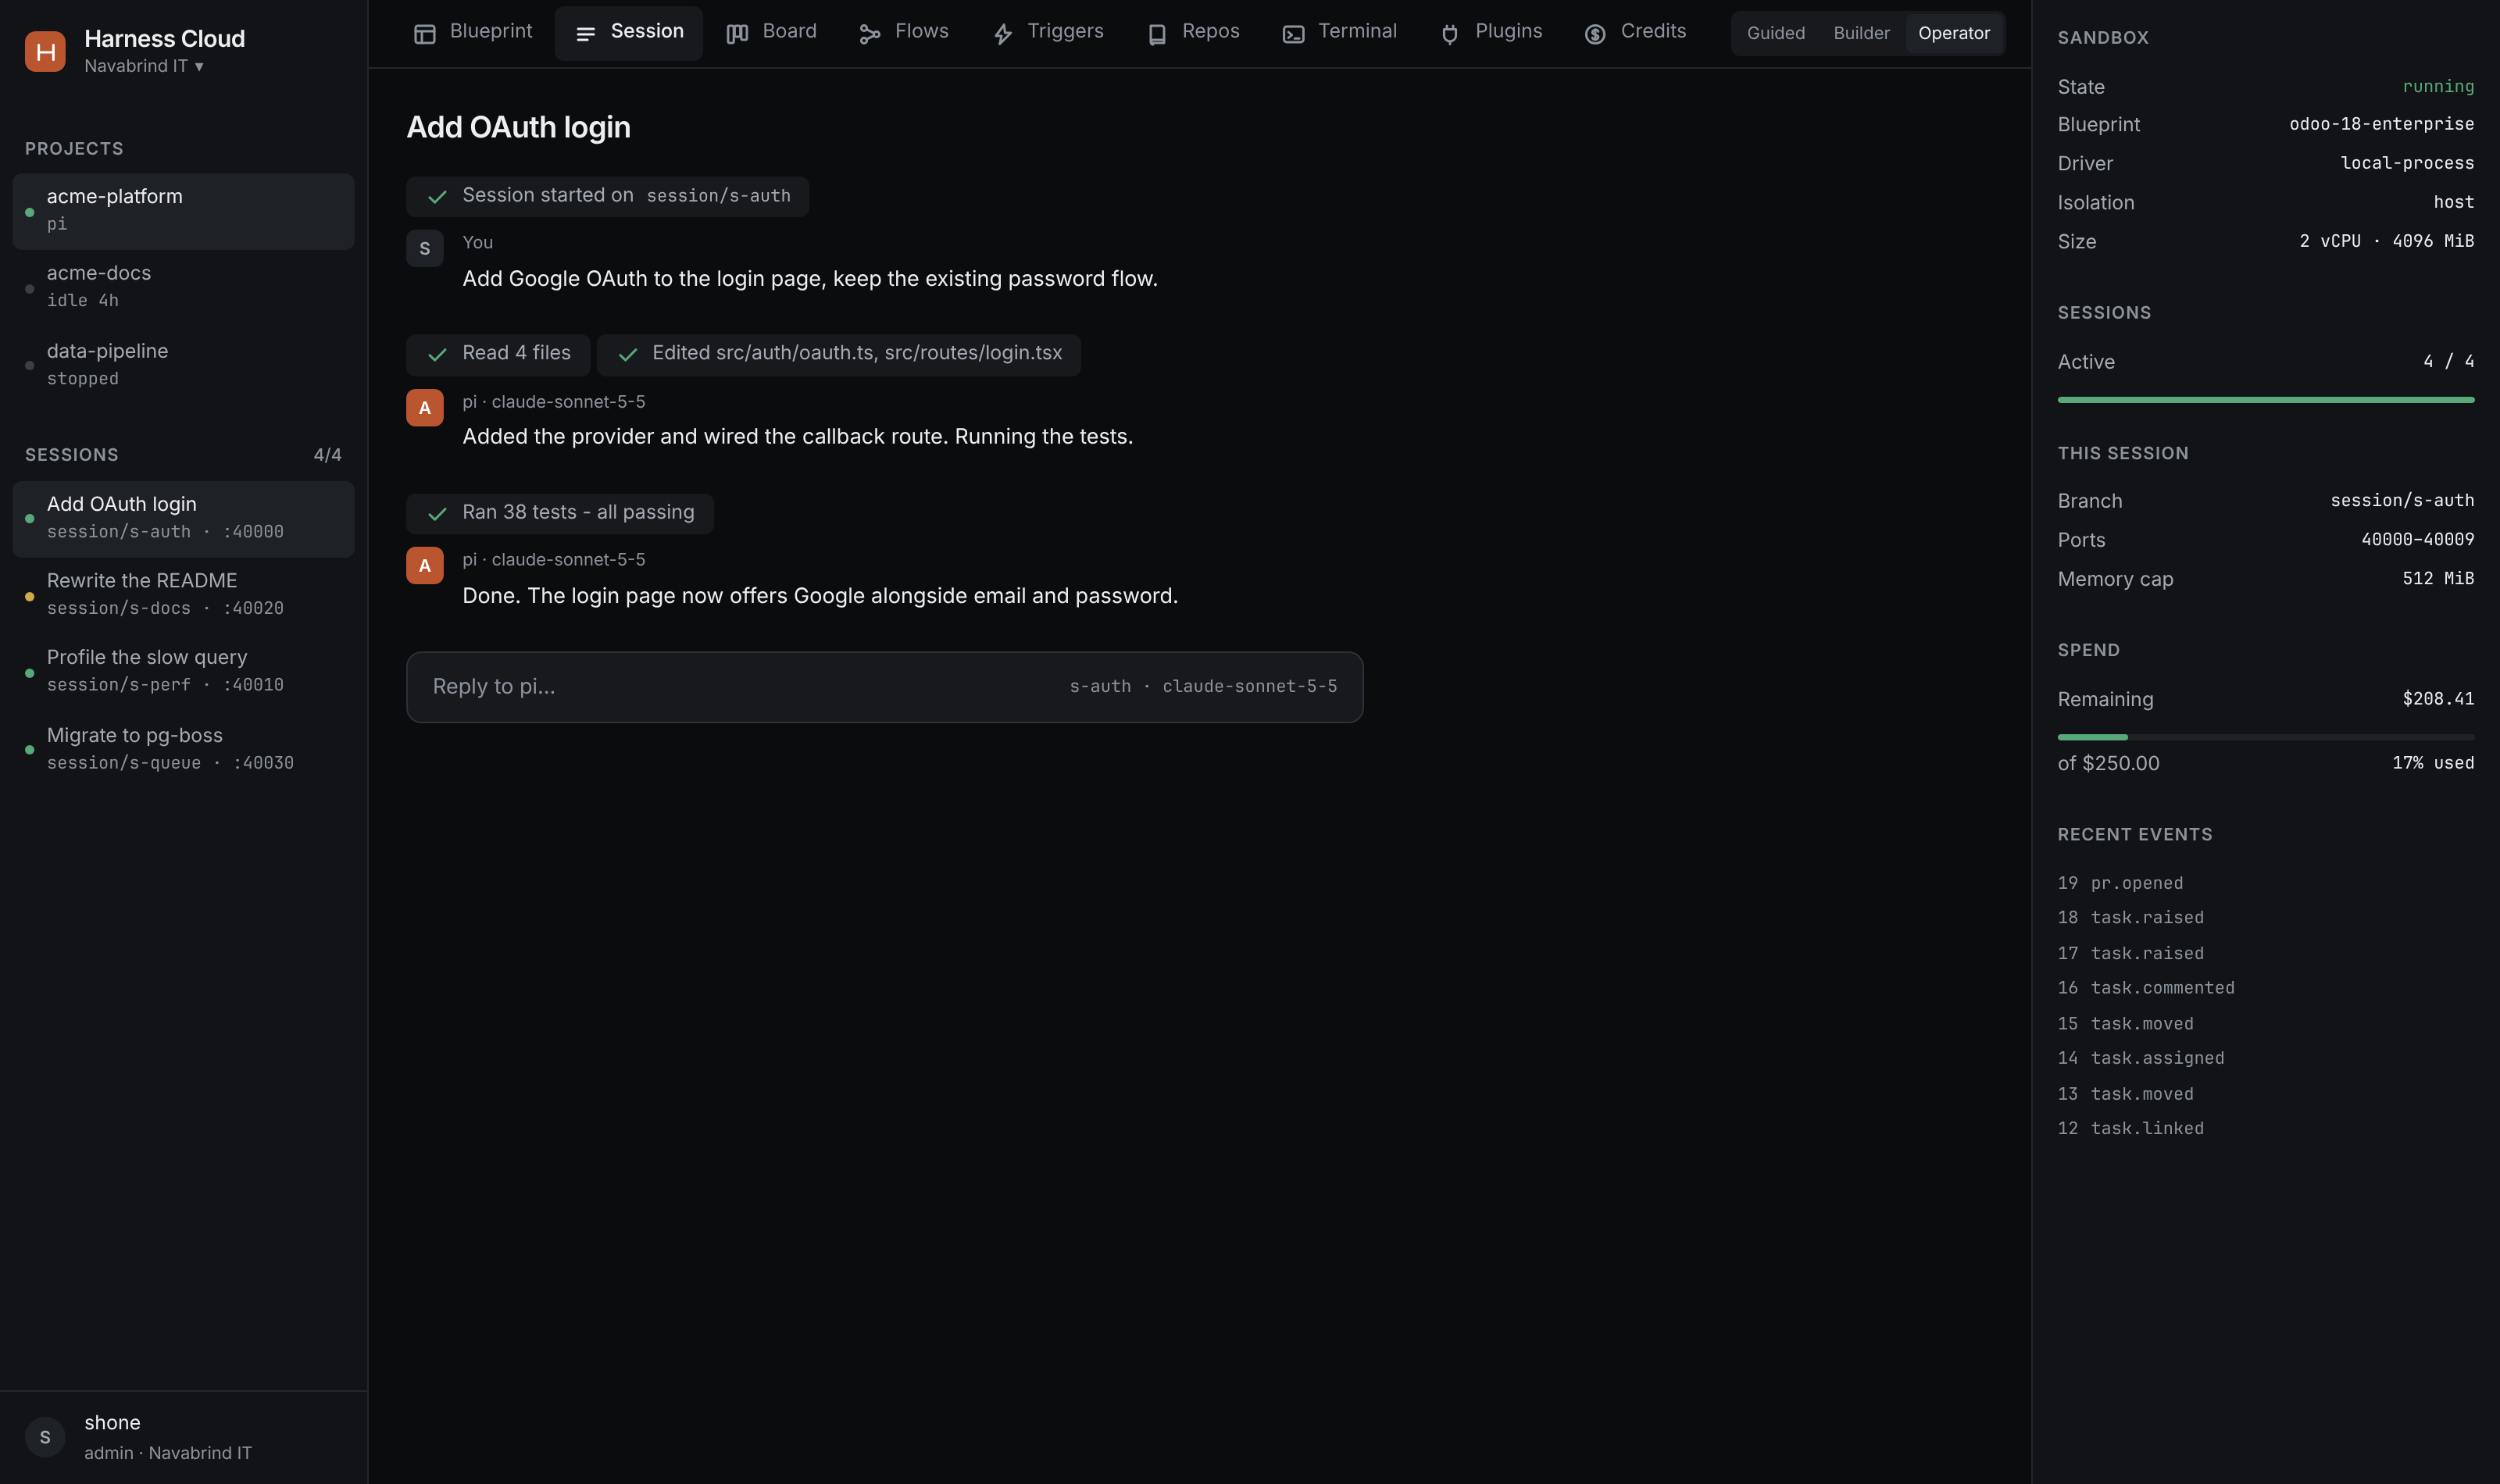 Harness Cloud
Navabrind IT ▾
PROJECTS
acme-platform
pi
acme-docs
idle 4h
data-pipeline
stopped
SESSIONS 4/4
Add OAuth login
session/s-auth · :40000
Rewrite the README
session/s-docs · :40020
Profile the slow query
session/s-perf · :40010
Migrate to pg-boss
session/s-queue · :40030
S
shone
admin · Navabrind IT
Blueprint Session Board Flows Triggers Repos Terminal Plugins Credits Guided Builder Operator
Add OAuth login
Session started on session/s-auth
S You
Add Google OAuth to the login page, keep the existing password flow.
Read 4 files Edited src/auth/oauth.ts, src/routes/login.tsx
A pi · claude-sonnet-5-5
Added the provider and wired the callback route. Running the tests.
Ran 38 tests - all passing
A pi · claude-sonnet-5-5
Done. The login page now offers Google alongside email and password.
Reply to pi... s-auth · claude-sonnet-5-5
SANDBOX
State running
Blueprint odoo-18-enterprise
Driver local-process
Isolation host
Size 2 vCPU · 4096 MiB
SESSIONS
Active 4 / 4
THIS SESSION
Branch session/s-auth
Ports 40000–40009
Memory cap 512 MiB
SPEND
Remaining $208.41
of $250.00 17% used
RECENT EVENTS
19 pr.opened
18 task.raised
17 task.raised
16 task.commented
15 task.moved
14 task.assigned
13 task.moved
12 task.linked